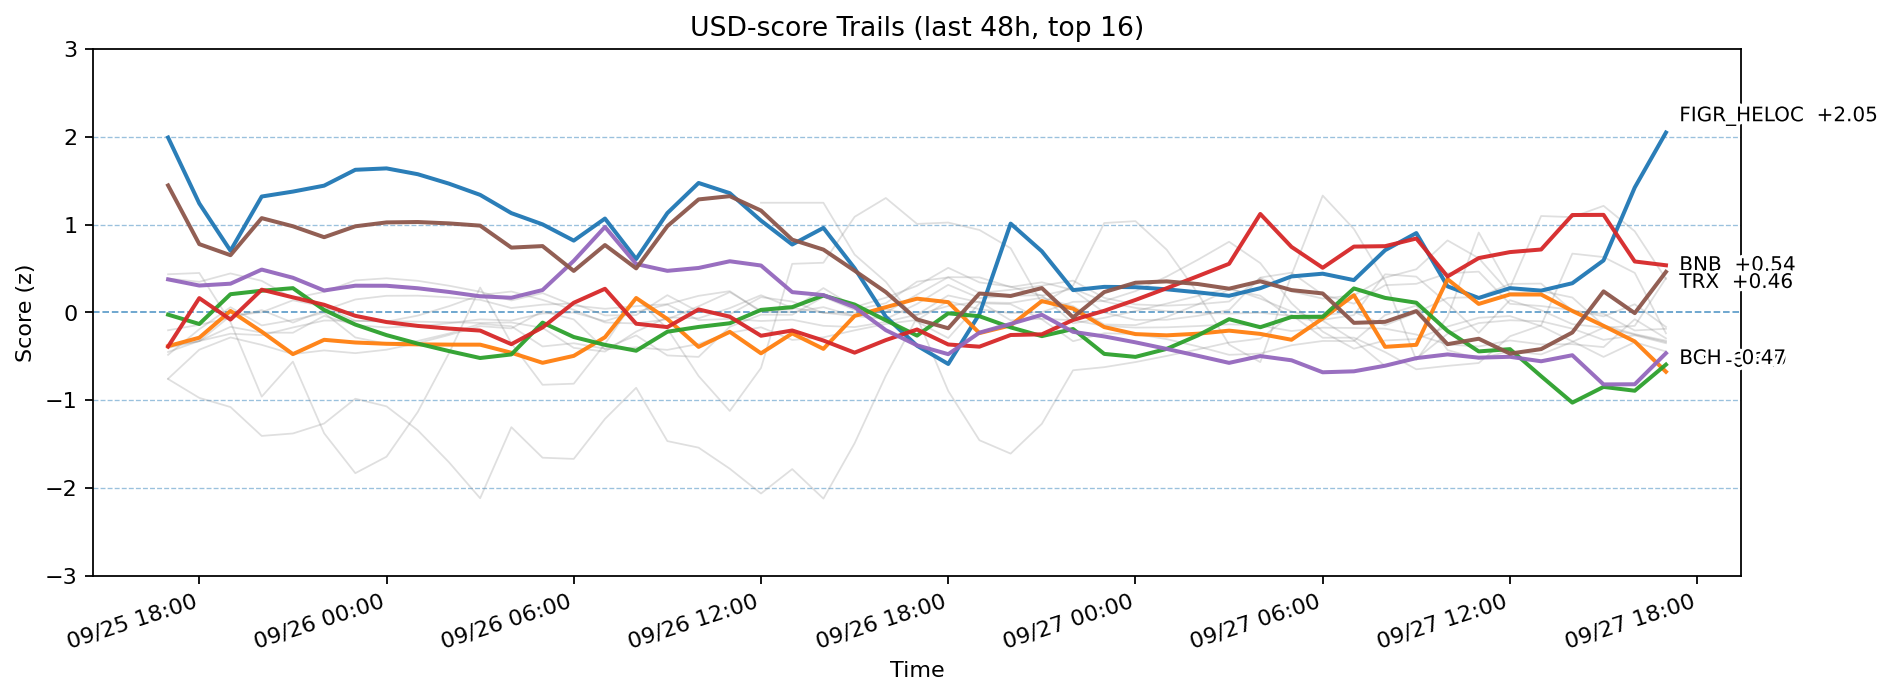 USD-score Trails (last 48h, top 16)
Score (z)
3
2
1
0
−1
−2
−3
FIGR_HELOC +2.05
BNB +0.54
TRX +0.46
BCH -0.47
09/25 18:00
09/26 00:00
09/26 06:00
09/26 12:00
09/26 18:00
09/27 00:00
09/27 06:00
09/27 12:00
09/27 18:00
Time